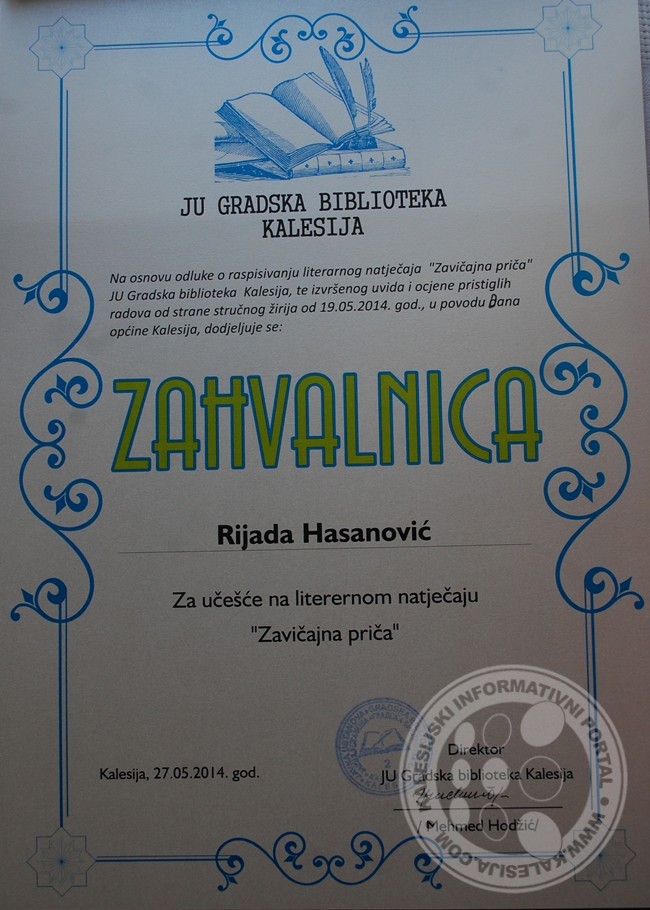 JU GRADSKA BIBLIOTEKA
KALESIJA
Na osnovu odluke o raspisivanju literarnog natječaja "Zavičajna priča"
JU Gradska biblioteka Kalesija, te izvršenog uvida i ocjene pristiglih
radova od strane stručnog žirija od 19.05.2014. god., u povodu Dana
općine Kalesija, dodjeljuje se:
ZAHVALNICA
Rijada Hasanović
Za učešće na literernom natječaju
"Zavičajna priča"
Kalesija, 27.05.2014. god.
Direktor
JU Gradska biblioteka Kalesija
/Mehmed Hodžić/
KALESIJSKI INFORMATIVNI PORTAL • WWW.KALESIJA.COM •